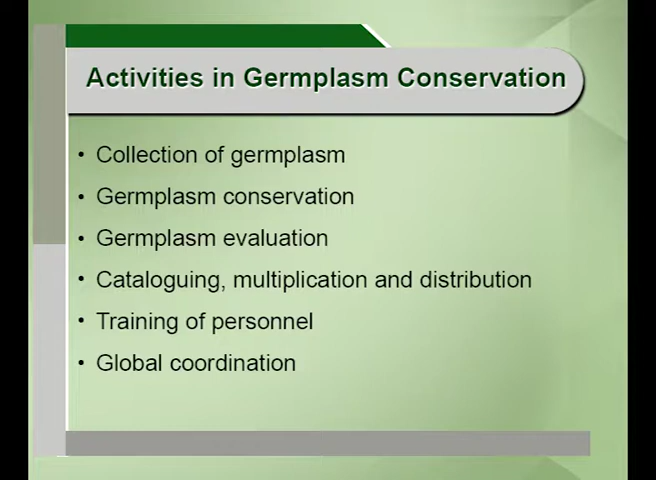 Activities in Germplasm Conservation
• Collection of germplasm
• Germplasm conservation
• Germplasm evaluation
• Cataloguing, multiplication and distribution
• Training of personnel
• Global coordination